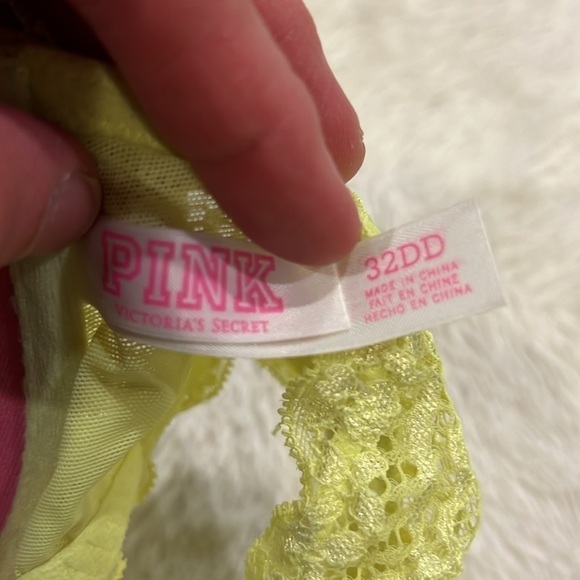 PINK
VICTORIA'S SECRET
32DD
MADE IN CHINA
FAIT EN CHINE
HECHO EN CHINA